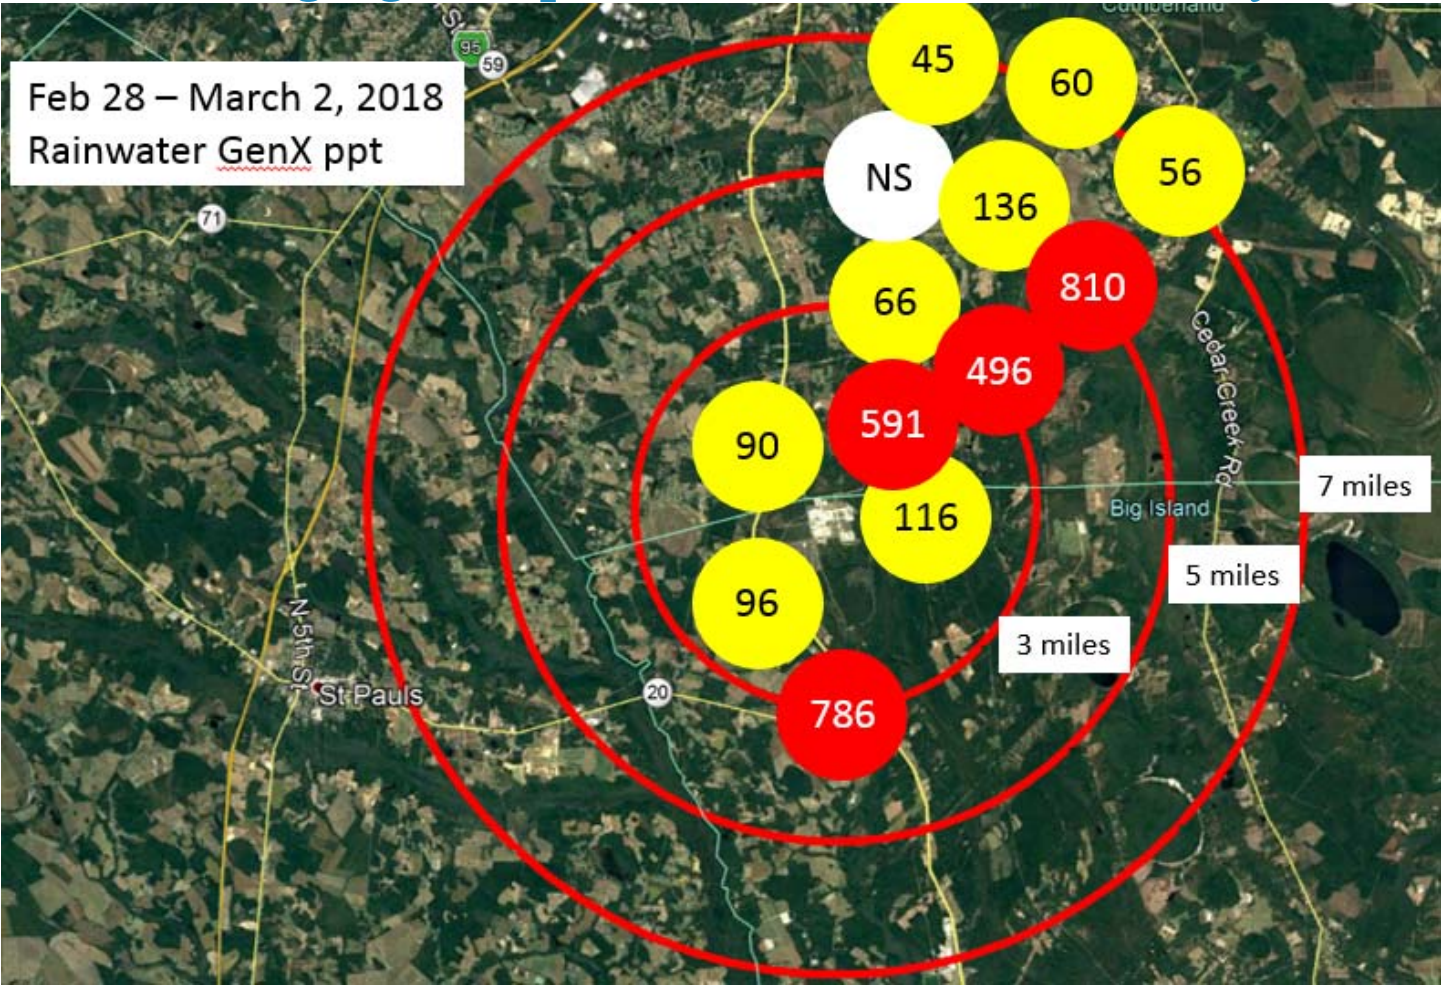 Cumberland
95
59
Feb 28 – March 2, 2018
Rainwater GenX ppt
45
60
NS
136
56
71
66
810
591
496
Cedar Creek Rd
90
7 miles
116
Big Island
5 miles
96
3 miles
N 5th St
St Pauls
20
786